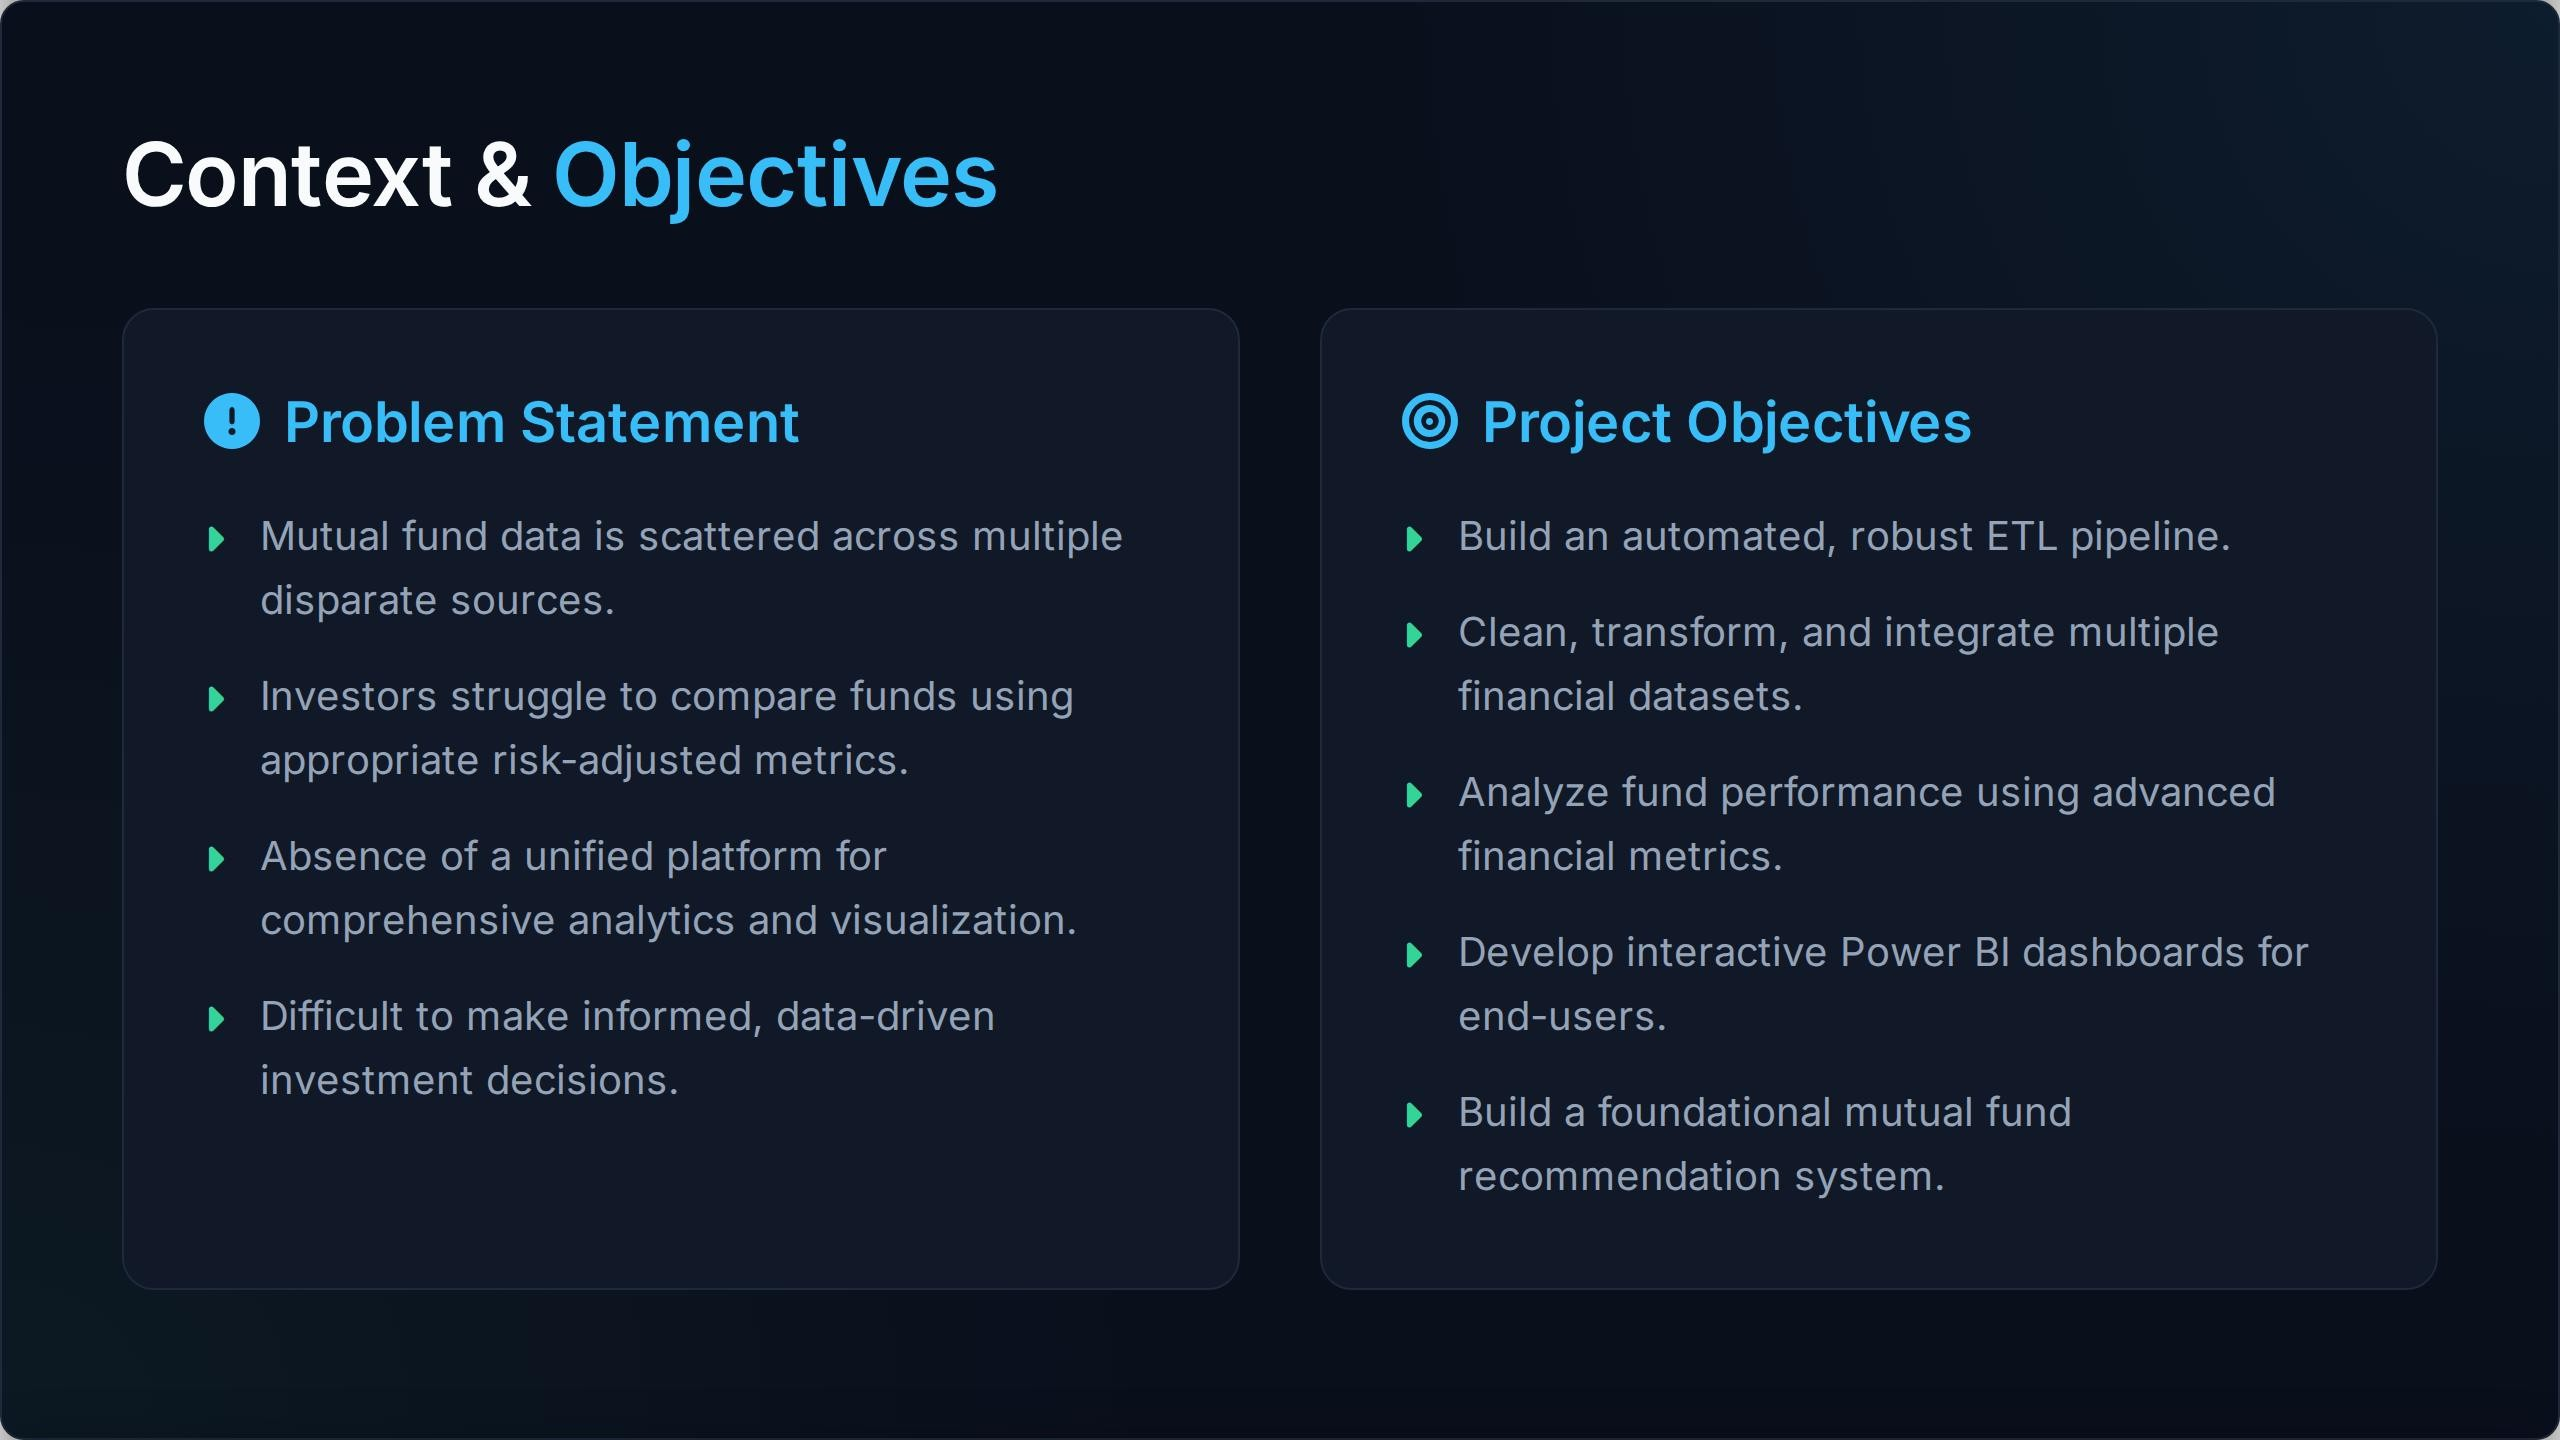 Context & Objectives
Problem Statement
Mutual fund data is scattered across multiple
disparate sources.
Investors struggle to compare funds using
appropriate risk-adjusted metrics.
Absence of a unified platform for
comprehensive analytics and visualization.
Difficult to make informed, data-driven
investment decisions.
Project Objectives
Build an automated, robust ETL pipeline.
Clean, transform, and integrate multiple
financial datasets.
Analyze fund performance using advanced
financial metrics.
Develop interactive Power BI dashboards for
end-users.
Build a foundational mutual fund
recommendation system.